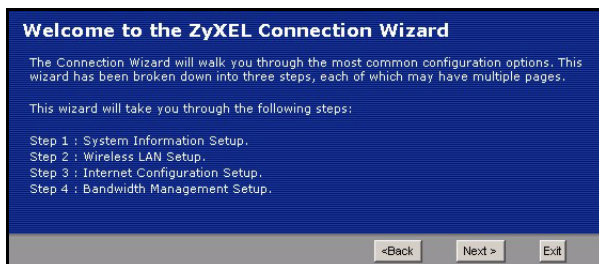 Welcome to the ZyXEL Connection Wizard
The Connection Wizard will walk you through the most common configuration options. This
wizard has been broken down into three steps, each of which may have multiple pages.
This wizard will take you through the following steps:
Step 1 : System Information Setup.
Step 2 : Wireless LAN Setup.
Step 3 : Internet Configuration Setup.
Step 4 : Bandwidth Management Setup.
<Back Next > Exit